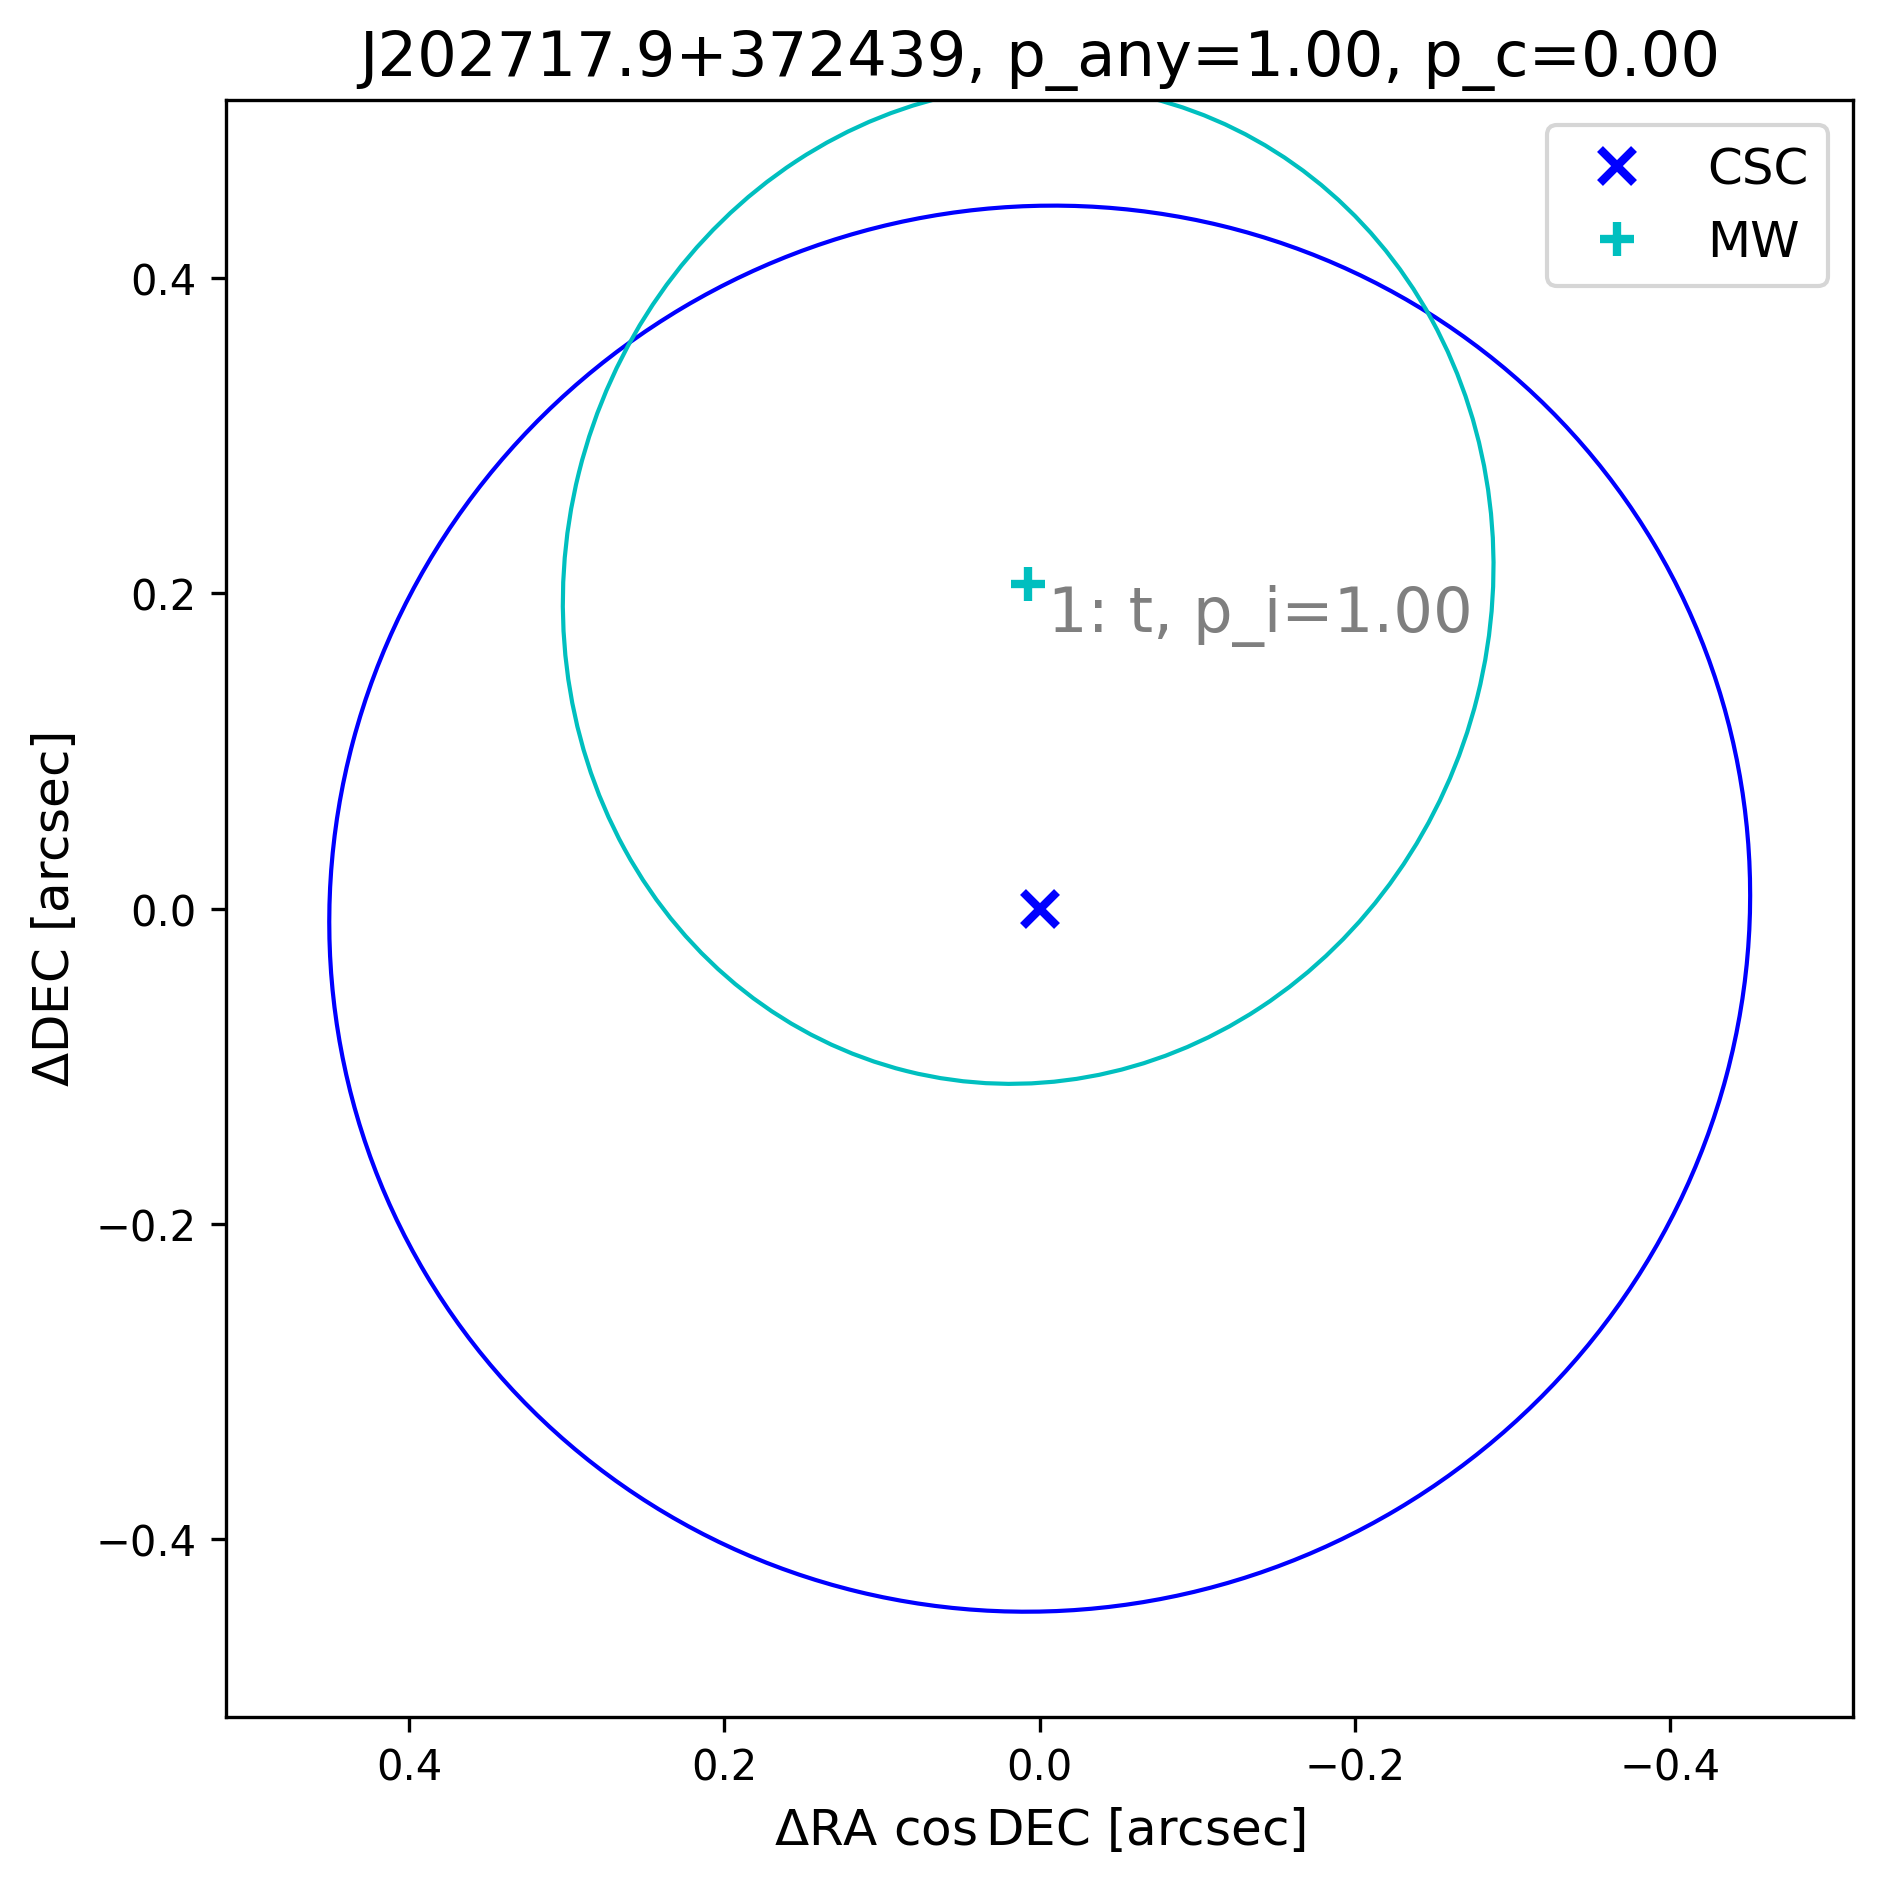 J202717.9+372439, p_any=1.00, p_c=0.00
CSC
MW
1: t, p_i=1.00
ΔDEC [arcsec]
0.4
0.2
0.0
−0.2
−0.4
0.4 0.2 0.0 −0.2 −0.4
ΔRA cos DEC [arcsec]